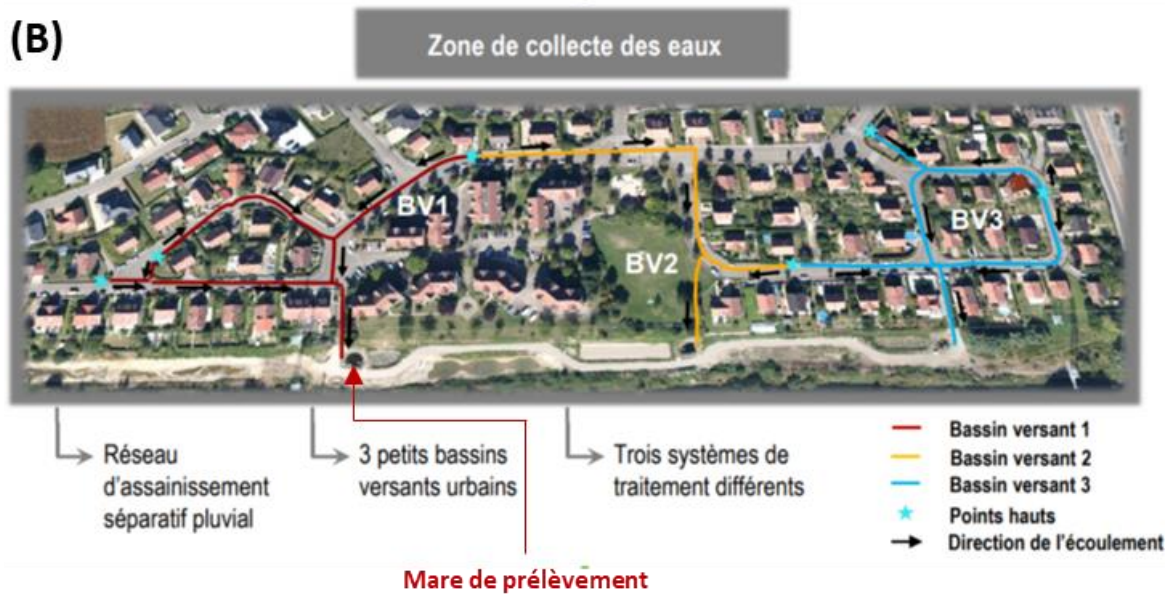 (B)
Zone de collecte des eaux
BV1
BV2
BV3
Réseau
d'assainissement
séparatif pluvial
3 petits bassins
versants urbains
Trois systèmes de
traitement différents
Bassin versant 1
Bassin versant 2
Bassin versant 3
Points hauts
Direction de l'écoulement
Mare de prélèvement